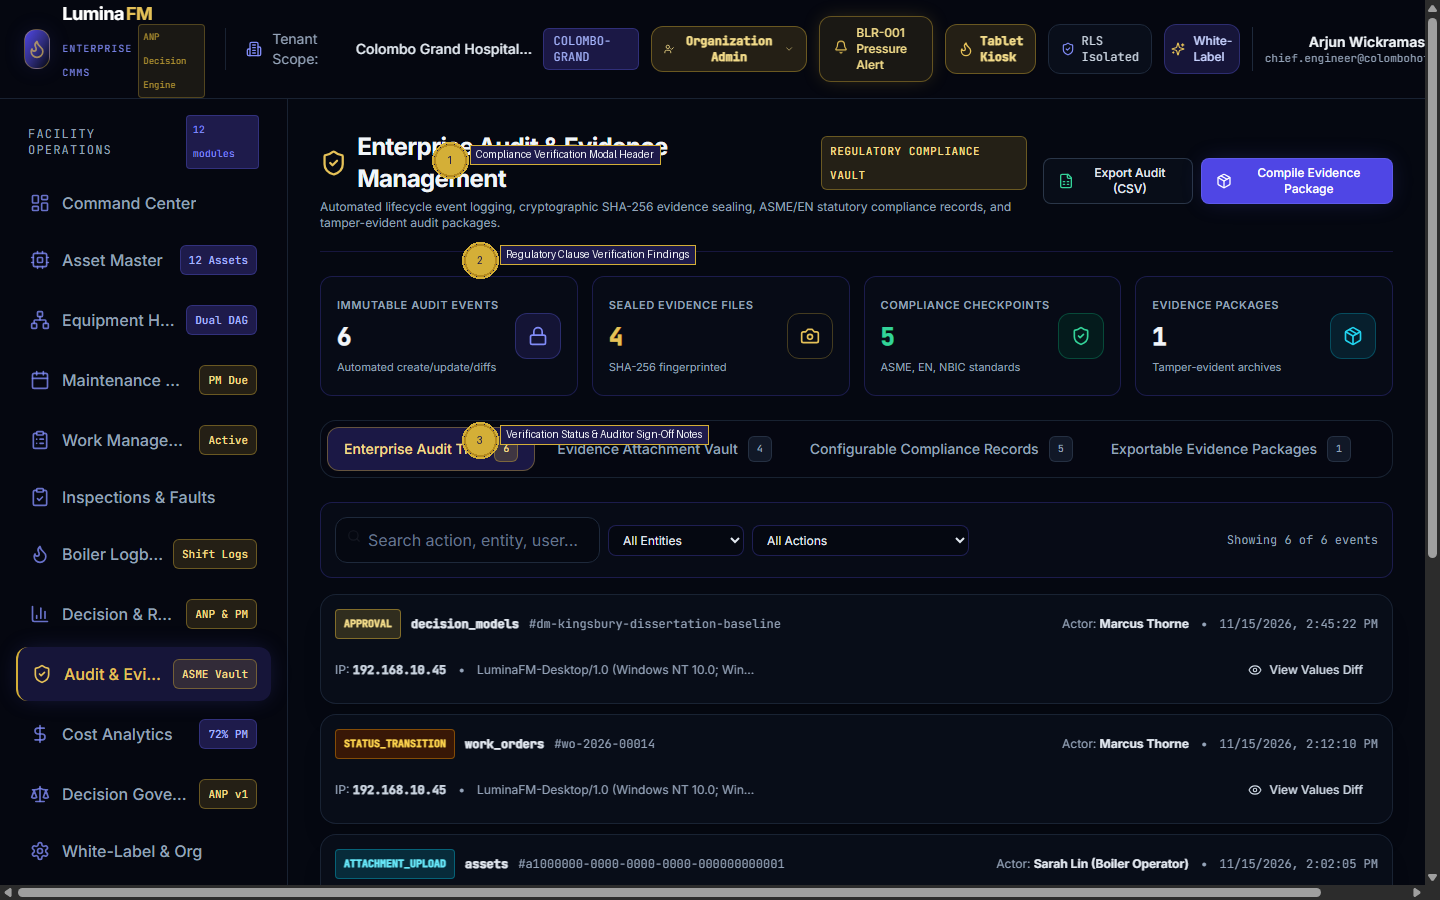 LuminaFM
ENTERPRISE
CMMS
ANP
Decision
Engine
Tenant
Scope:
Colombo Grand Hospital...
COLOMBO-
GRAND
Organization
Admin
BLR-001
Pressure
Alert
Tablet
Kiosk
RLS
Isolated
White-
Label
Arjun Wickramas
chief.engineer@colomboho
FACILITY
OPERATIONS
12
modules
Command Center
Asset Master
12 Assets
Equipment H...
Dual DAG
Maintenance ...
PM Due
Work Manage...
Active
Inspections & Faults
Boiler Logb...
Shift Logs
Decision & R...
ANP & PM
Audit & Evi...
ASME Vault
Cost Analytics
72% PM
Decision Gove...
ANP v1
White-Label & Org
Enterprise Audit & Evidence
Management
1
Compliance Verification Modal Header
REGULATORY COMPLIANCE
VAULT
Export Audit
(CSV)
Compile Evidence
Package
Automated lifecycle event logging, cryptographic SHA-256 evidence sealing, ASME/EN statutory compliance records, and
tamper-evident audit packages.
2
Regulatory Clause Verification Findings
IMMUTABLE AUDIT EVENTS
6
Automated create/update/diffs
SEALED EVIDENCE FILES
4
SHA-256 fingerprinted
COMPLIANCE CHECKPOINTS
5
ASME, EN, NBIC standards
EVIDENCE PACKAGES
1
Tamper-evident archives
3
Verification Status & Auditor Sign-Off Notes
Enterprise Audit T
6
Evidence Attachment Vault
4
Configurable Compliance Records
5
Exportable Evidence Packages
1
Search action, entity, user...
All Entities
All Actions
Showing 6 of 6 events
APPROVAL decision_models #dm-kingsbury-dissertation-baseline
Actor: Marcus Thorne • 11/15/2026, 2:45:22 PM
IP: 192.168.10.45 • LuminaFM-Desktop/1.0 (Windows NT 10.0; Win...
View Values Diff
STATUS_TRANSITION work_orders #wo-2026-00014
Actor: Marcus Thorne • 11/15/2026, 2:12:10 PM
IP: 192.168.10.45 • LuminaFM-Desktop/1.0 (Windows NT 10.0; Win...
View Values Diff
ATTACHMENT_UPLOAD assets #a1000000-0000-0000-0000-000000000001
Actor: Sarah Lin (Boiler Operator) • 11/15/2026, 2:02:05 PM